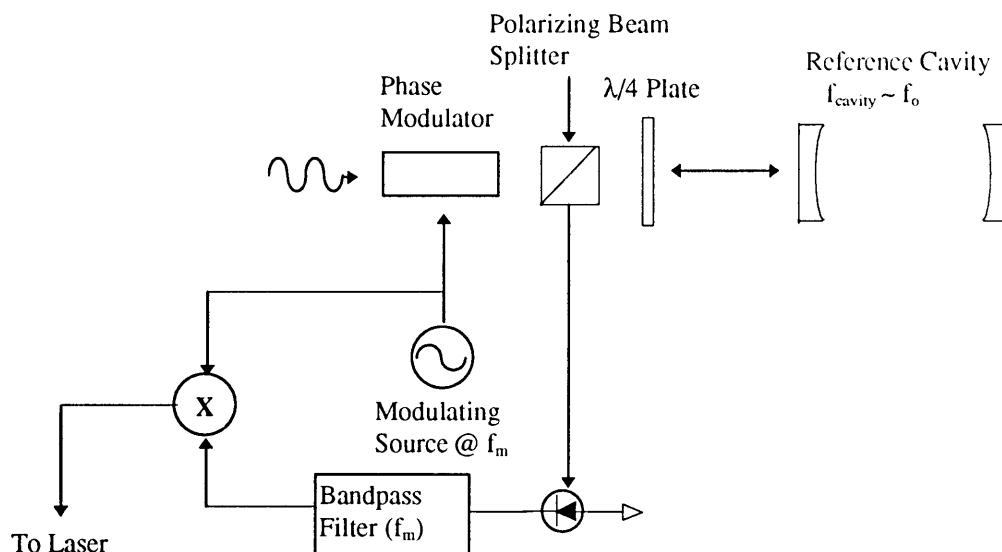 Polarizing Beam
Splitter
Reference Cavity
f_cavity ~ f_o
λ/4 Plate
Phase
Modulator
X
Modulating
Source @ f_m
Bandpass
Filter (f_m)
To Laser